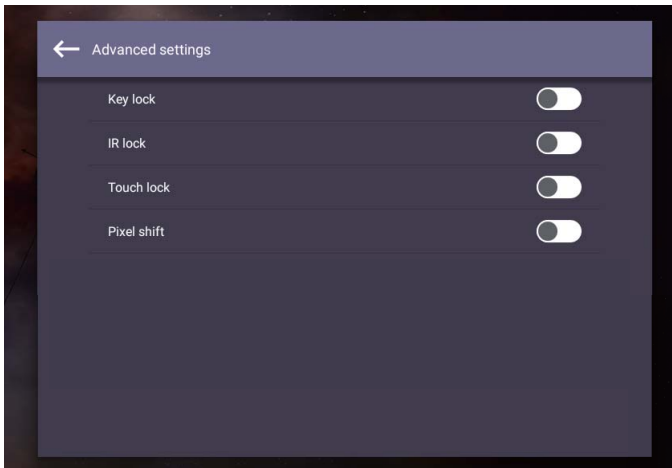 Advanced settings
Key lock
IR lock
Touch lock
Pixel shift